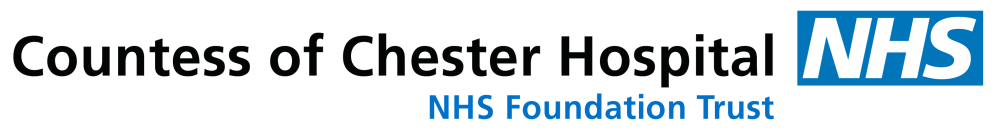 Countess of Chester Hospital NHS
NHS Foundation Trust